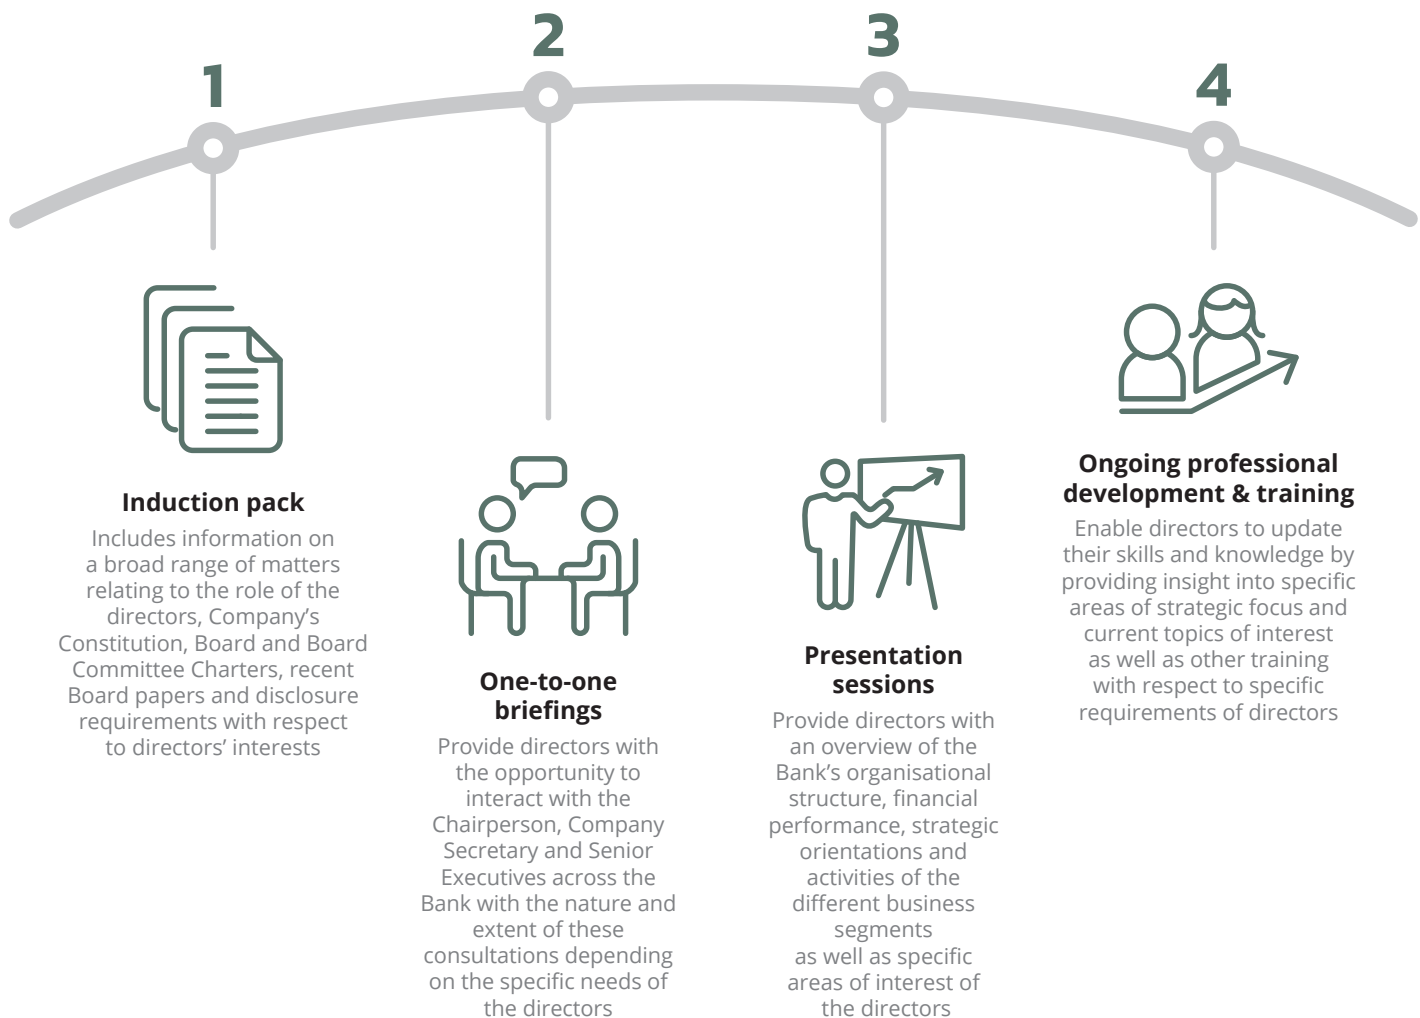 1
Induction pack
Includes information on
a broad range of matters
relating to the role of the
directors, Company’s
Constitution, Board and Board
Committee Charters, recent
Board papers and disclosure
requirements with respect
to directors’ interests
2
One-to-one
briefings
Provide directors with
the opportunity to
interact with the
Chairperson, Company
Secretary and Senior
Executives across the
Bank with the nature and
extent of these
consultations depending
on the specific needs of
the directors
3
Presentation
sessions
Provide directors with
an overview of the
Bank’s organisational
structure, financial
performance, strategic
orientations and
activities of the
different business
segments
as well as specific
areas of interest of
the directors
4
Ongoing professional
development & training
Enable directors to update
their skills and knowledge by
providing insight into specific
areas of strategic focus and
current topics of interest
as well as other training
with respect to specific
requirements of directors